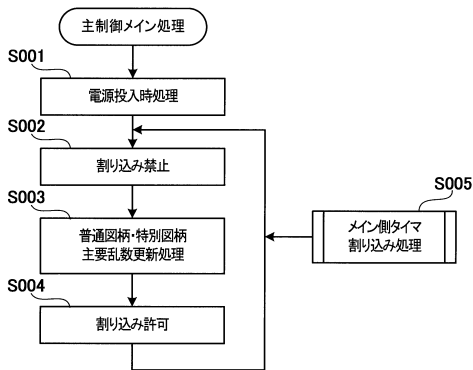 主制御メイン処理
S001
電源投入時処理
S002
割り込み禁止
S003
普通図柄・特別図柄
主要乱数更新処理
S004
割り込み許可
S005
メイン側タイマ
割り込み処理